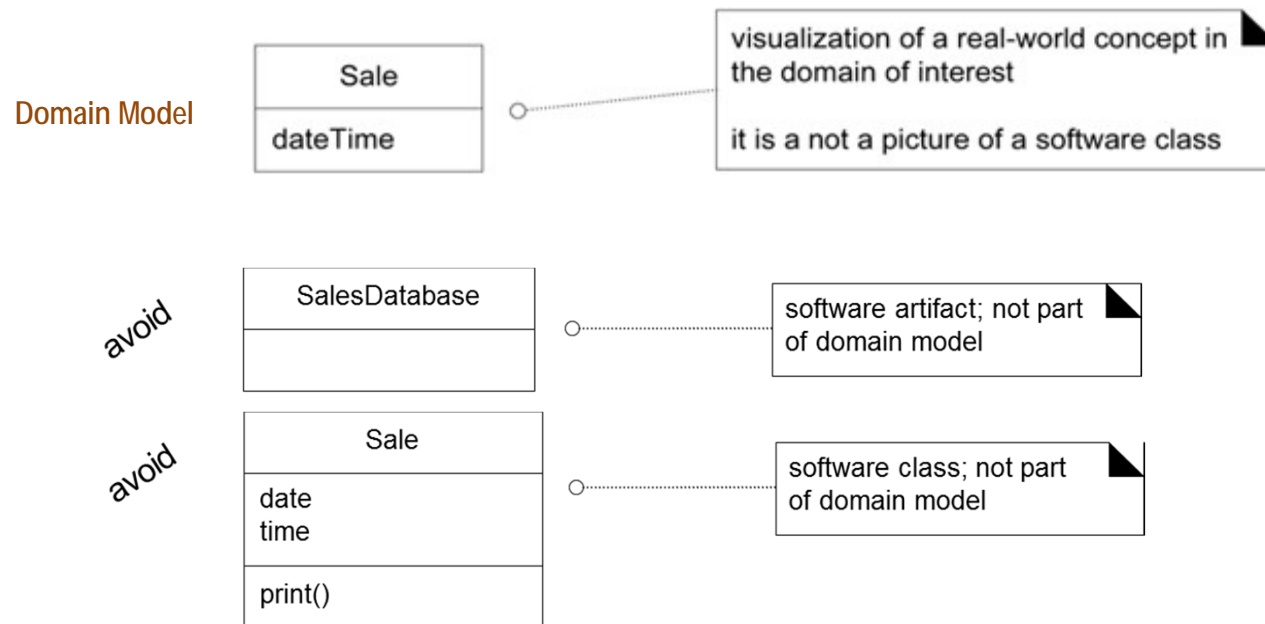 Domain Model
Sale
dateTime
visualization of a real-world concept in
the domain of interest
it is a not a picture of a software class
avoid
SalesDatabase
software artifact; not part
of domain model
avoid
Sale
date
time
print()
software class; not part
of domain model